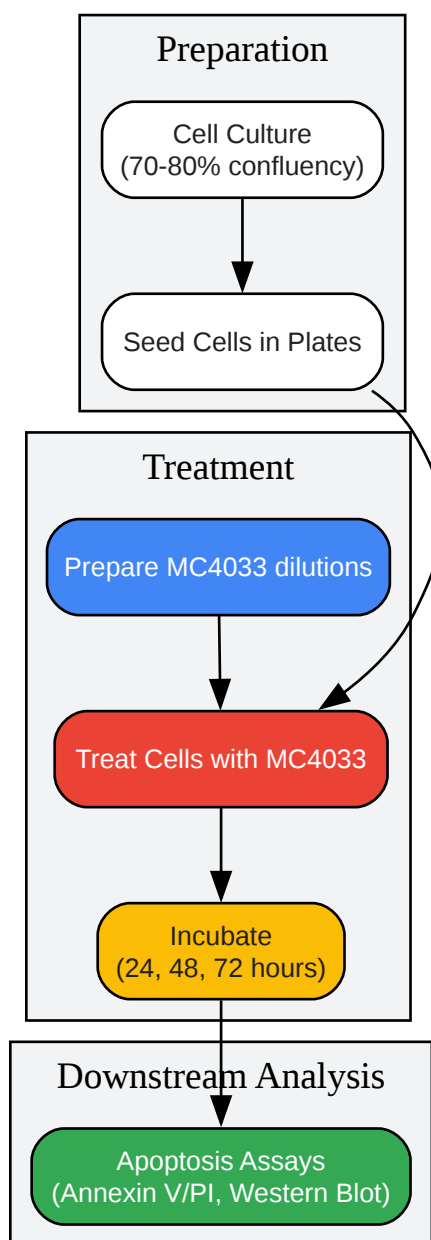 Preparation
Cell Culture
(70-80% confluency)
Seed Cells in Plates
Treatment
Prepare MC4033 dilutions
Treat Cells with MC4033
Incubate
(24, 48, 72 hours)
Downstream Analysis
Apoptosis Assays
(Annexin V/PI, Western Blot)